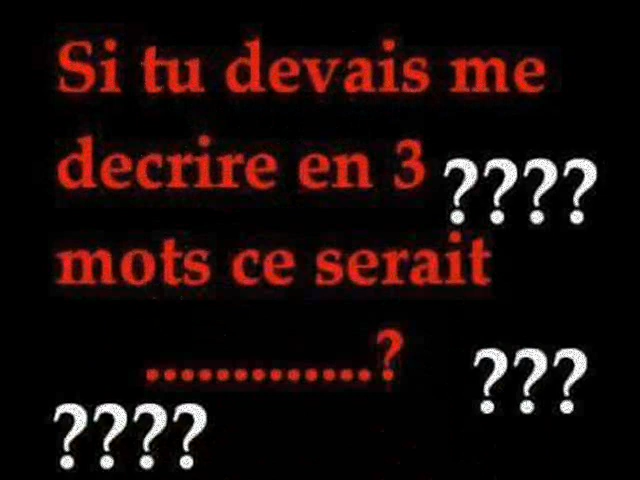 Si tu devais me
decrire en 3 ????
mots ce serait
.............? ???
????